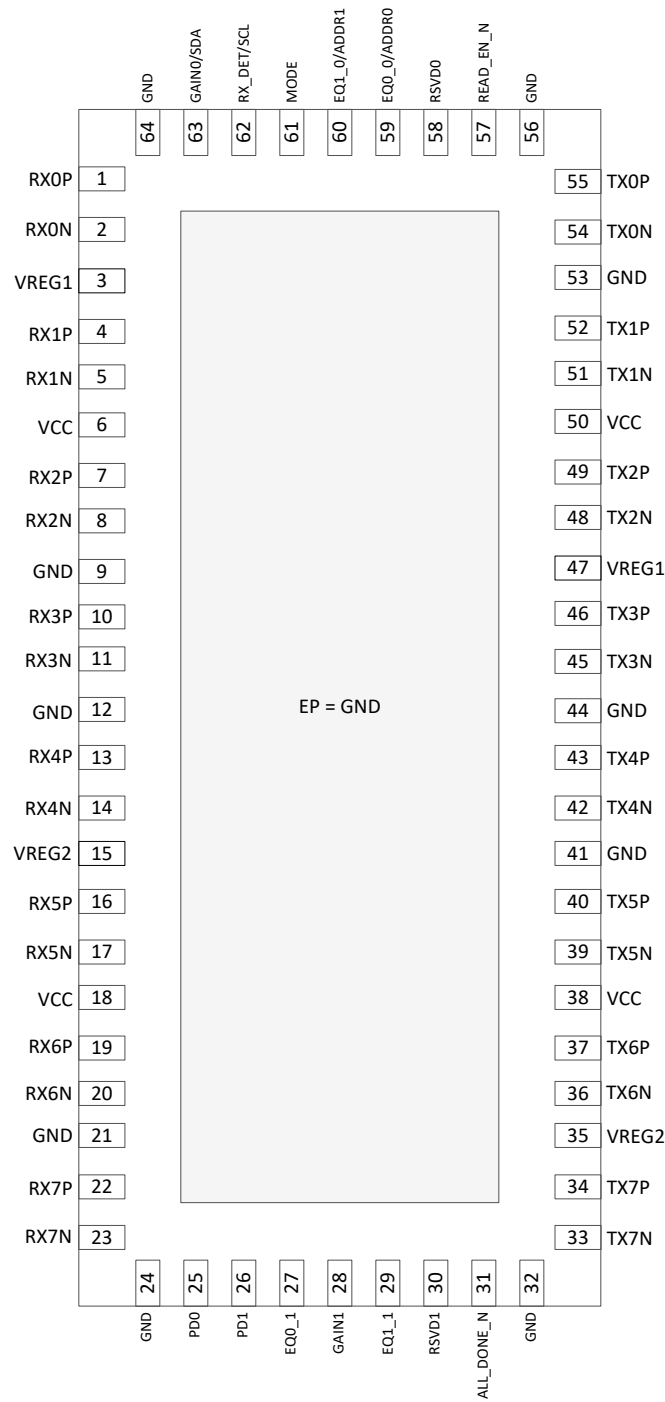 GND
GAIN0/SDA
RX_DET/SCL
MODE
EQ1_0/ADDR1
EQ0_0/ADDR0
RSVD0
READ_EN_N
GND
64
63
62
61
60
59
58
57
56
RX0P 1
55 TX0P
RX0N 2
54 TX0N
VREG1 3
53 GND
RX1P 4
52 TX1P
RX1N 5
51 TX1N
VCC 6
50 VCC
RX2P 7
49 TX2P
RX2N 8
48 TX2N
GND 9
47 VREG1
RX3P 10
46 TX3P
RX3N 11
45 TX3N
GND 12
EP = GND
44 GND
RX4P 13
43 TX4P
RX4N 14
42 TX4N
VREG2 15
41 GND
RX5P 16
40 TX5P
RX5N 17
39 TX5N
VCC 18
38 VCC
RX6P 19
37 TX6P
RX6N 20
36 TX6N
GND 21
35 VREG2
RX7P 22
34 TX7P
RX7N 23
33 TX7N
24
25
26
27
28
29
30
31
32
GND
PD0
PD1
EQ0_1
GAIN1
EQ1_1
RSVD1
ALL_DONE_N
GND